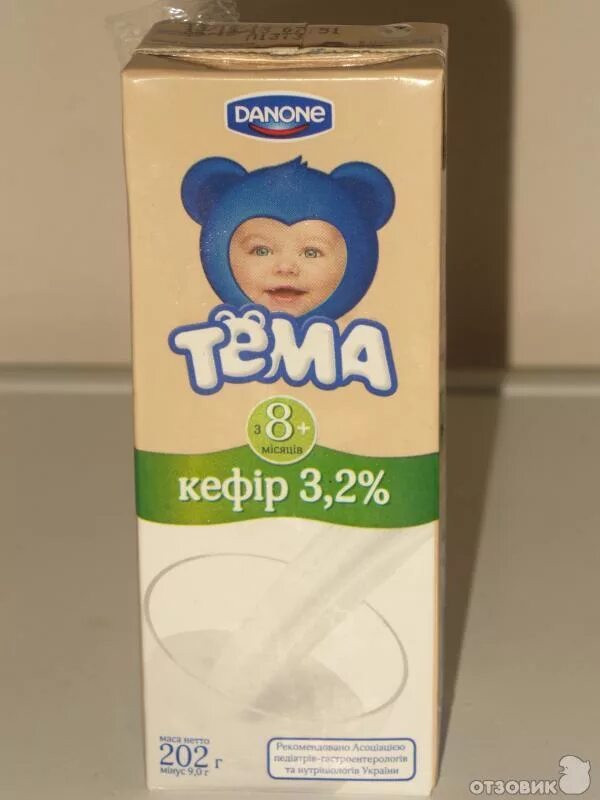 DANONE
ТЁМА
з 8+
місяців
кефір 3,2%
маса нетто
202 г
мінус 9,0 г
Рекомендовано Асоціацією
педіатрів-гастроентерологів
та нутриціологів України
ОТЗОВИК